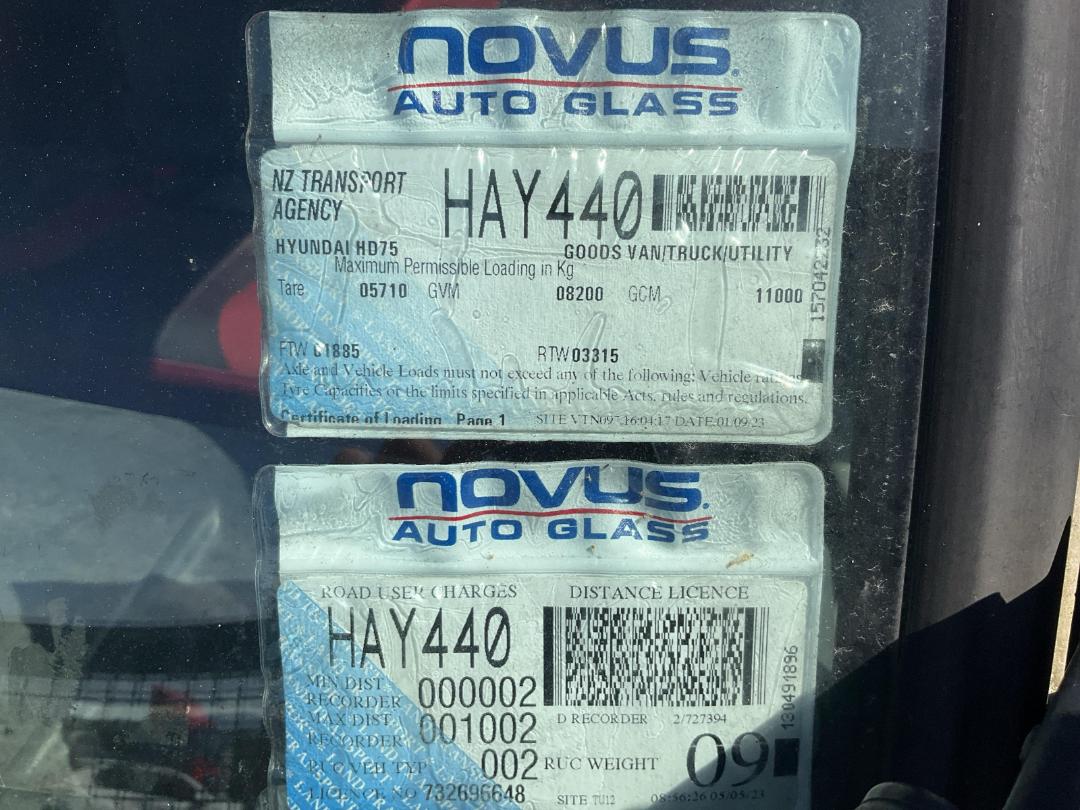 NOVUS.
AUTO GLASS
NZ TRANSPORT
AGENCY
HAY440
HYUNDAI HD75 GOODS VAN/TRUCK/UTILITY
Maximum Permissible Loading in Kg
Tare 05710 GVM 08200 GCM 11000
FTW 01885 RTW 03315
Axle and Vehicle Loads must not exceed any of the following: Vehicle
Tyre Capacities or the limits specified in applicable Acts, rules and regulations.
Certificate of Loading Page 1 SITE VTN097 16:04:17 DATE 01/09/23
NOVUS.
AUTO GLASS
ROAD USER CHARGES DISTANCE LICENCE
HAY440
MIN DIST
RECORDER 000002
MAX DIST
RECORDER 001002
D RECORDER 2/727394
RUC VEH TYP 002 RUC WEIGHT 09
LICENCE NO 732696648 SITE TU12 08:56:26 05/05/23
130491896